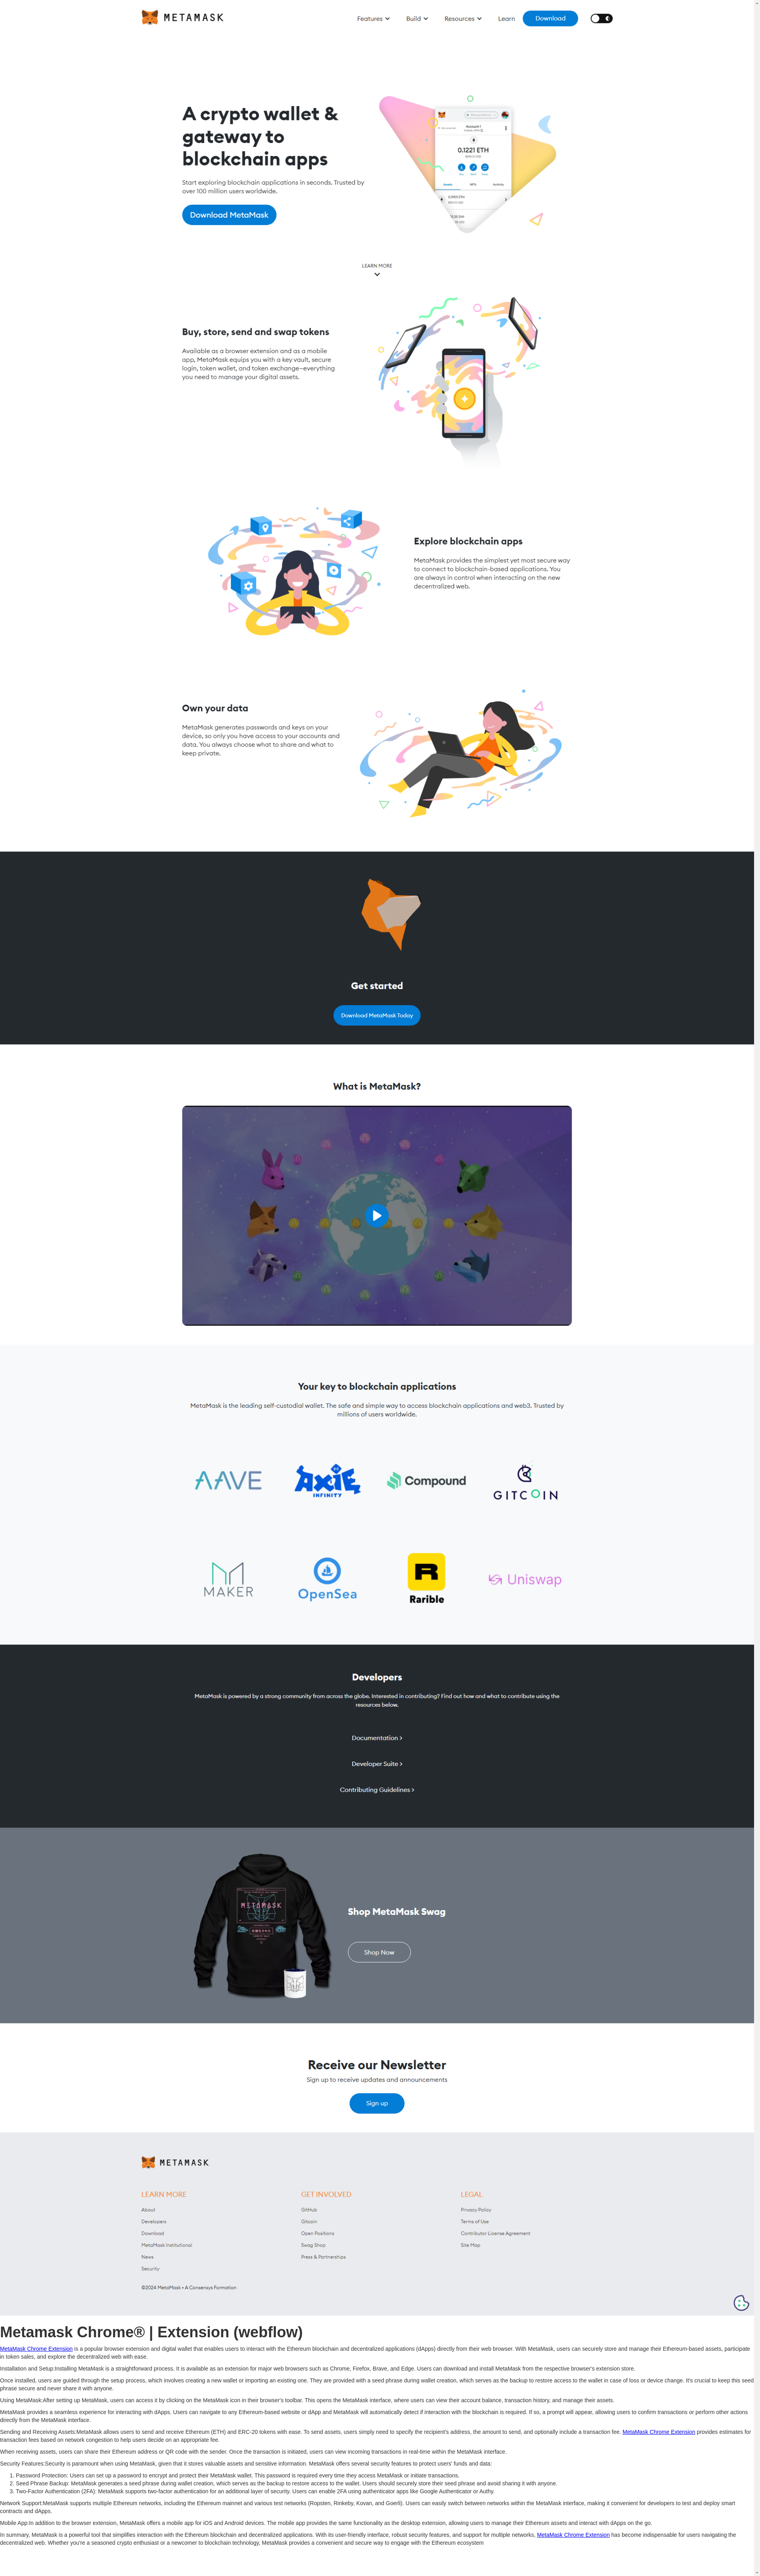 METAMASK
Features
Build
Resources
Learn
Download
A crypto wallet &
gateway to
blockchain apps
Start exploring blockchain applications in seconds. Trusted by
over 100 million users worldwide.
Download MetaMask
0.1221 ETH
LEARN MORE
Buy, store, send and swap tokens
Available as a browser extension and as a mobile
app, MetaMask equips you with a key vault, secure
login, token wallet, and token exchange—everything
you need to manage your digital assets.
Explore blockchain apps
MetaMask provides the simplest yet most secure way
to connect to blockchain-based applications. You
are always in control when interacting on the new
decentralized web.
Own your data
MetaMask generates passwords and keys on your
device, so only you have access to your accounts and
data. You always choose what to share and what to
keep private.
Get started
Download MetaMask Today
What is MetaMask?
Your key to blockchain applications
MetaMask is the leading self-custodial wallet. The safe and simple way to access blockchain applications and web3. Trusted by
millions of users worldwide.
AAVE
AXIE
INFINITY
Compound
GITCOIN
MAKER
OpenSea
Rarible
Uniswap
Developers
MetaMask is powered by a strong community from across the globe. Interested in contributing? Find out how and what to contribute using the
resources below.
Documentation >
Developer Suite >
Contributing Guidelines >
METAMASK
Shop MetaMask Swag
Shop Now
Receive our Newsletter
Sign up to receive updates and announcements
Sign up
METAMASK
LEARN MORE
About
Developers
Download
MetaMask Institutional
News
Security
GET INVOLVED
GitHub
Gitcoin
Open Positions
Swag Shop
Press & Partnerships
LEGAL
Privacy Policy
Terms of Use
Contributor License Agreement
Site Map
©2024 MetaMask • A Consensys Formation
Metamask Chrome® | Extension (webflow)
MetaMask Chrome Extension is a popular browser extension and digital wallet that enables users to interact with the Ethereum blockchain and decentralized applications (dApps) directly from their web browser. With MetaMask, users can securely store and manage their Ethereum-based assets, participate
in token sales, and explore the decentralized web with ease.
Installation and Setup:Installing MetaMask is a straightforward process. It is available as an extension for major web browsers such as Chrome, Firefox, Brave, and Edge. Users can download and install MetaMask from the respective browser's extension store.
Once installed, users are guided through the setup process, which involves creating a new wallet or importing an existing one. They are provided with a seed phrase during wallet creation, which serves as the backup to restore access to the wallet in case of loss or device change. It's crucial to keep this seed
phrase secure and never share it with anyone.
Using MetaMask:After setting up MetaMask, users can access it by clicking on the MetaMask icon in their browser's toolbar. This opens the MetaMask interface, where users can view their account balance, transaction history, and manage their assets.
MetaMask provides a seamless experience for interacting with dApps. Users can navigate to any Ethereum-based website or dApp and MetaMask will automatically detect if interaction with the blockchain is required. If so, a prompt will appear, allowing users to confirm transactions or perform other actions
directly from the MetaMask interface.
Sending and Receiving Assets:MetaMask allows users to send and receive Ethereum (ETH) and ERC-20 tokens with ease. To send assets, users simply need to specify the recipient's address, the amount to send, and optionally include a transaction fee. MetaMask Chrome Extension provides estimates for
transaction fees based on network congestion to help users decide on an appropriate fee.
When receiving assets, users can share their Ethereum address or QR code with the sender. Once the transaction is initiated, users can view incoming transactions in real-time within the MetaMask interface.
Security Features:Security is paramount when using MetaMask, given that it stores valuable assets and sensitive information. MetaMask offers several security features to protect users' funds and data:
1. Password Protection: Users can set up a password to encrypt and protect their MetaMask wallet. This password is required every time they access MetaMask or initiate transactions.
2. Seed Phrase Backup: MetaMask generates a seed phrase during wallet creation, which serves as the backup to restore access to the wallet. Users should securely store their seed phrase and avoid sharing it with anyone.
3. Two-Factor Authentication (2FA): MetaMask supports two-factor authentication for an additional layer of security. Users can enable 2FA using authenticator apps like Google Authenticator or Authy.
Network Support:MetaMask supports multiple Ethereum networks, including the Ethereum mainnet and various test networks (Ropsten, Rinkeby, Kovan, and Goerli). Users can easily switch between networks within the MetaMask interface, making it convenient for developers to test and deploy smart
contracts and dApps.
Mobile App:In addition to the browser extension, MetaMask offers a mobile app for iOS and Android devices. The mobile app provides the same functionality as the desktop extension, allowing users to manage their Ethereum assets and interact with dApps on the go.
In summary, MetaMask is a powerful tool that simplifies interaction with the Ethereum blockchain and decentralized applications. With its user-friendly interface, robust security features, and support for multiple networks, MetaMask Chrome Extension has become indispensable for users navigating the
decentralized web. Whether you're a seasoned crypto enthusiast or a newcomer to blockchain technology, MetaMask provides a convenient and secure way to engage with the Ethereum ecosystem